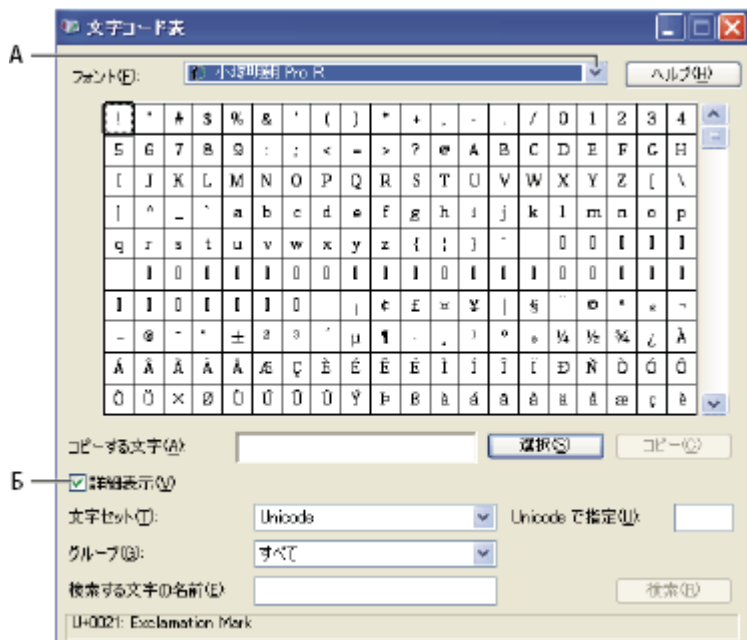 文字コード表
А
フォント(F):
小塚明朝 Pro R
ヘルプ(H)
! " # $ % & ' ( ) * + , - . / 0 1 2 3 4
5 6 7 8 9 : ; < = > ? @ A B C D E F G H
I J K L M N O P Q R S T U V W X Y Z [ \
] ^ _ ` a b c d e f g h i j k l m n o p
q r s t u v w x y z { | } ~
¡ ¢ £ ¤ ¥ | § ¨ © ª « ¬
® ¯ ° ± ² ³ ´ µ ¶ · ¸ ¹ º » ¼ ½ ¾ ¿ À
Á Â Ã Ä Å Æ Ç È É Ê Ë Ì Í Î Ï Ð Ñ Ò Ó Ô
Õ Ö × Ø Ù Ú Û Ü Ý Þ ß à á â ã ä å æ ç è
コピーする文字(A):
選択(S)
コピー(C)
Б
詳細表示(V)
文字セット(T):
Unicode
Unicode で指定(U):
グループ(G):
すべて
検索する文字の名前(E):
検索(R)
U+0021: Exclamation Mark